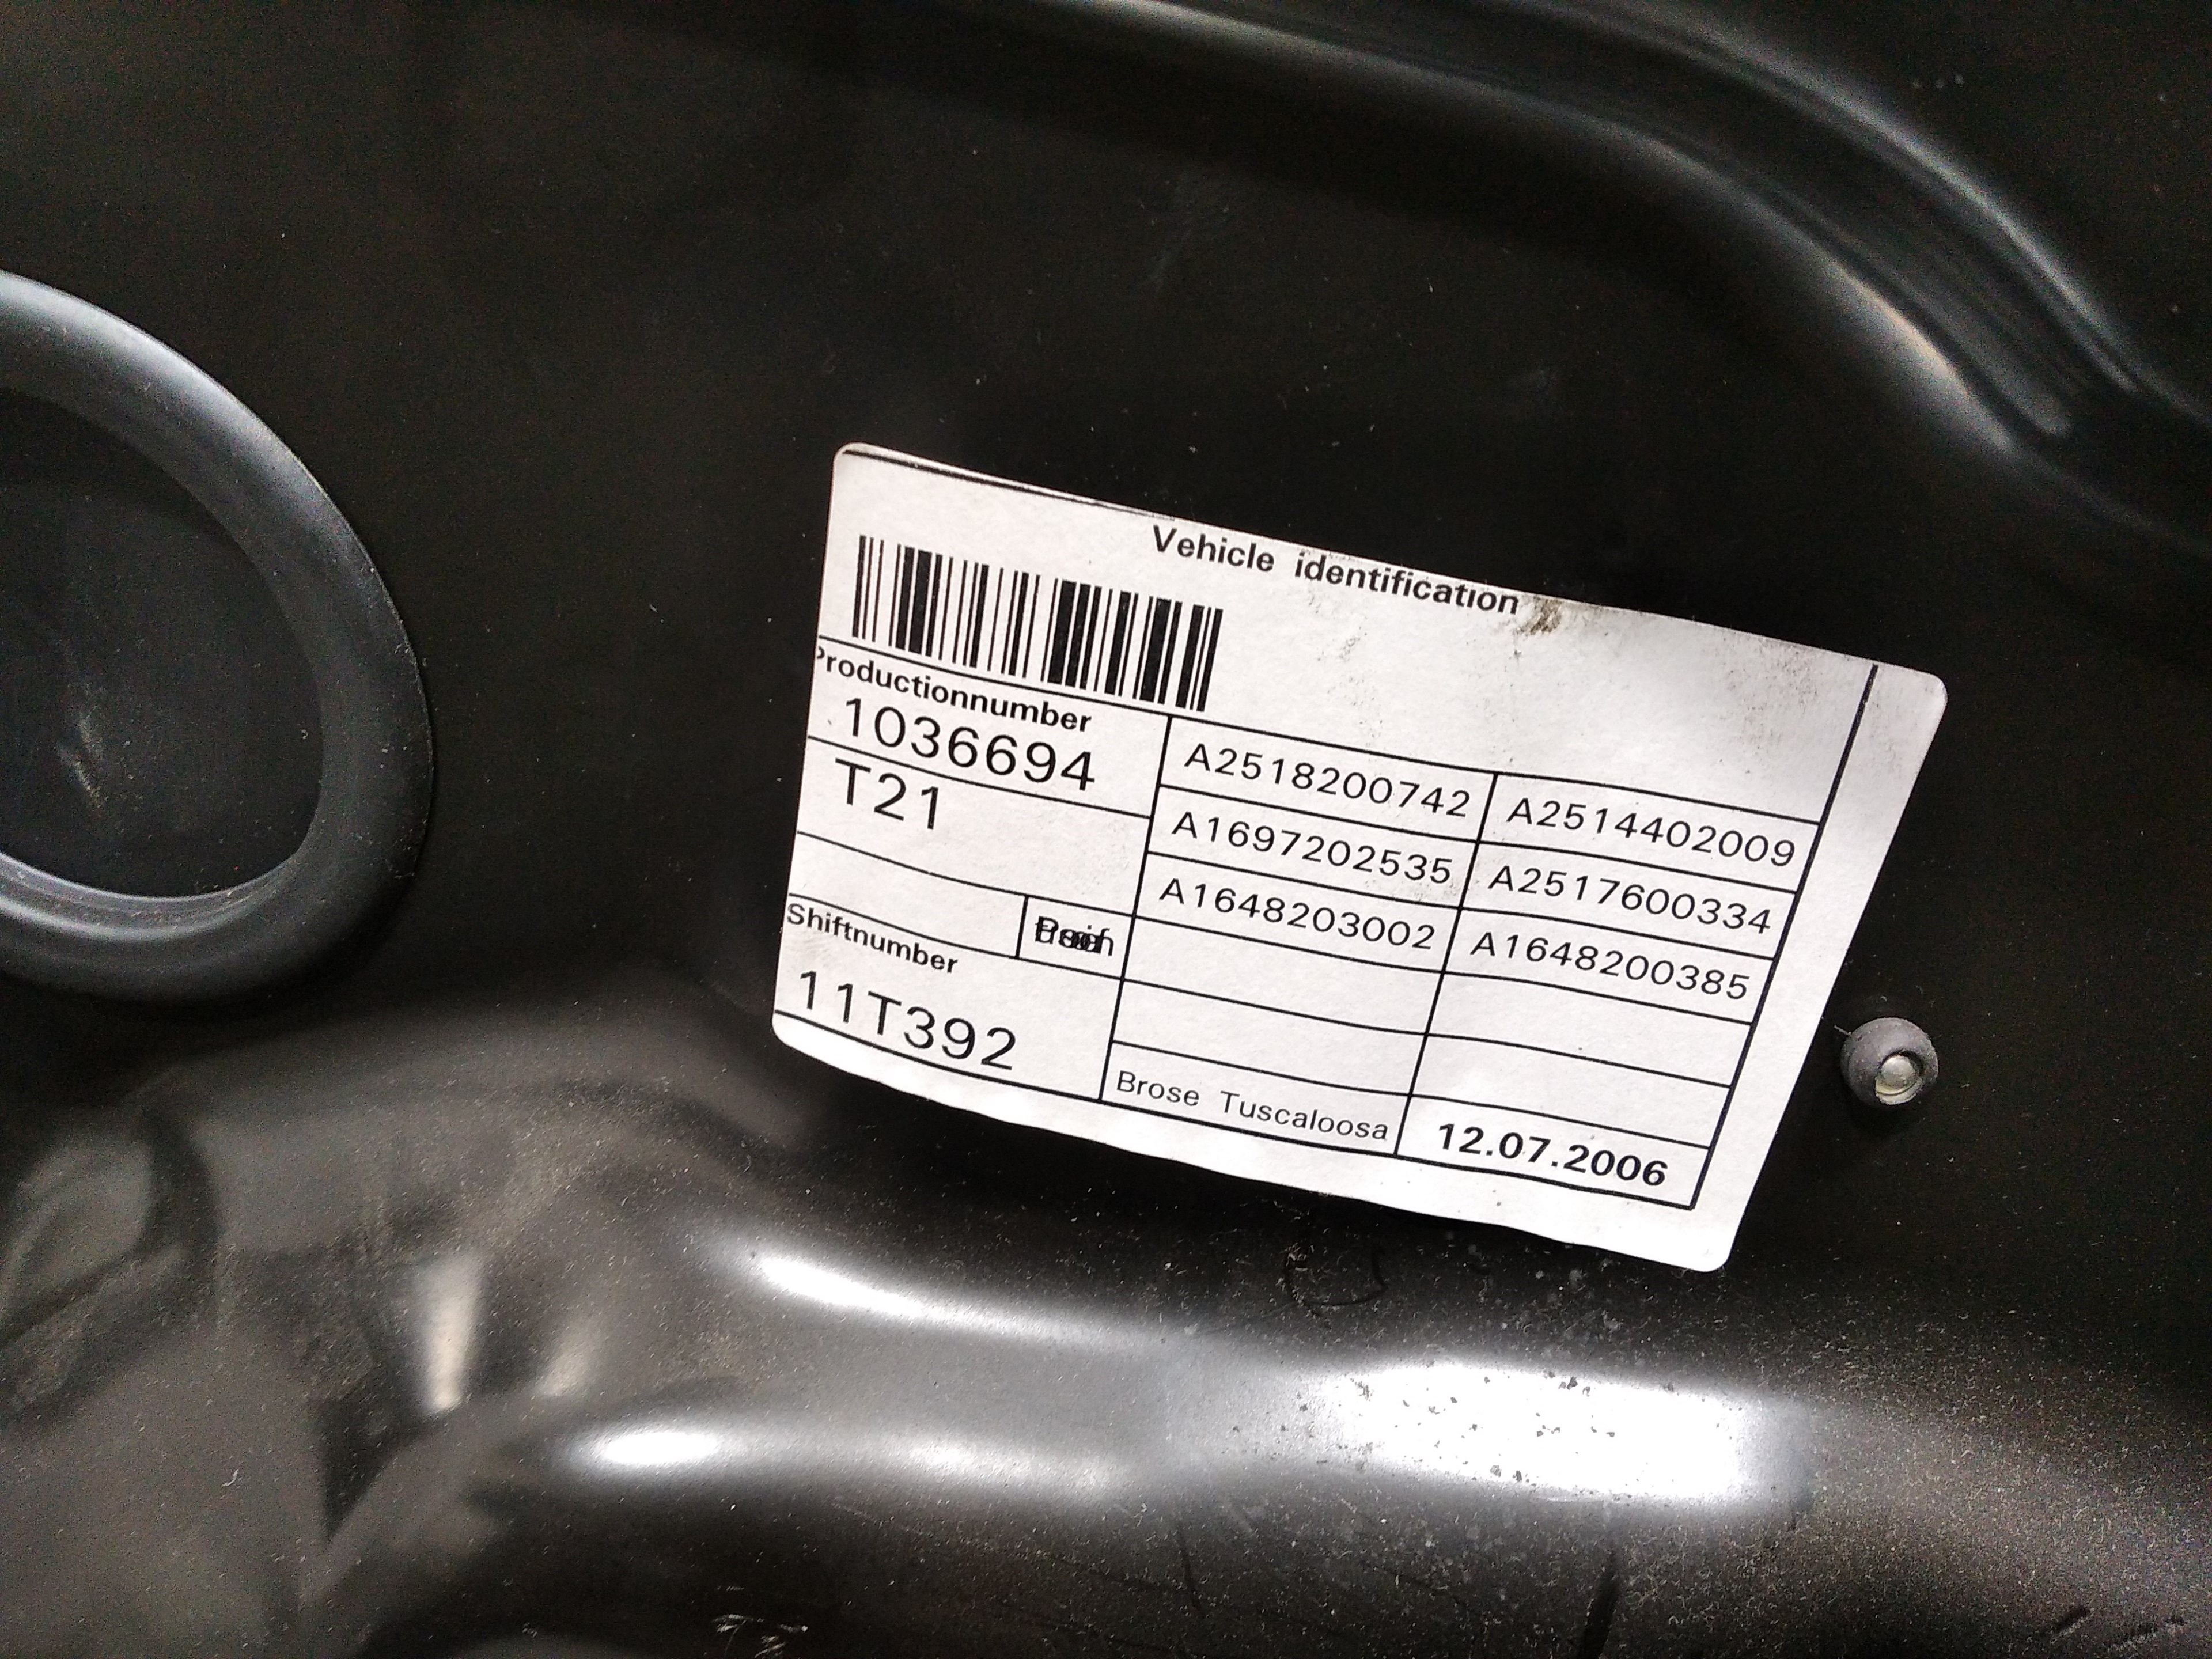 Vehicle identification
Productionnumber
1036694
T21
Shiftnumber
11T392
A2518200742 A2514402009
A1697202535 A2517600334
A1648203002 A1648200385
Brose Tuscaloosa 12.07.2006